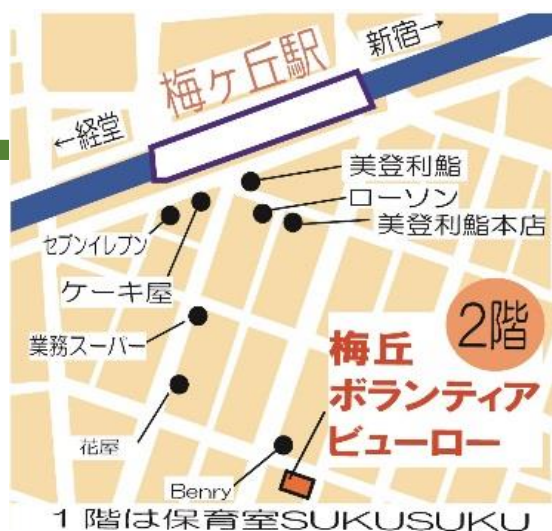 新宿→
梅ヶ丘駅
←経堂
美登利鮨
ローソン
美登利鮨本店
セブンイレブン
ケーキ屋
業務スーパー
2階
梅丘
ボランティア
ビューロー
花屋
Benry
1階は保育室SUKUSUKU